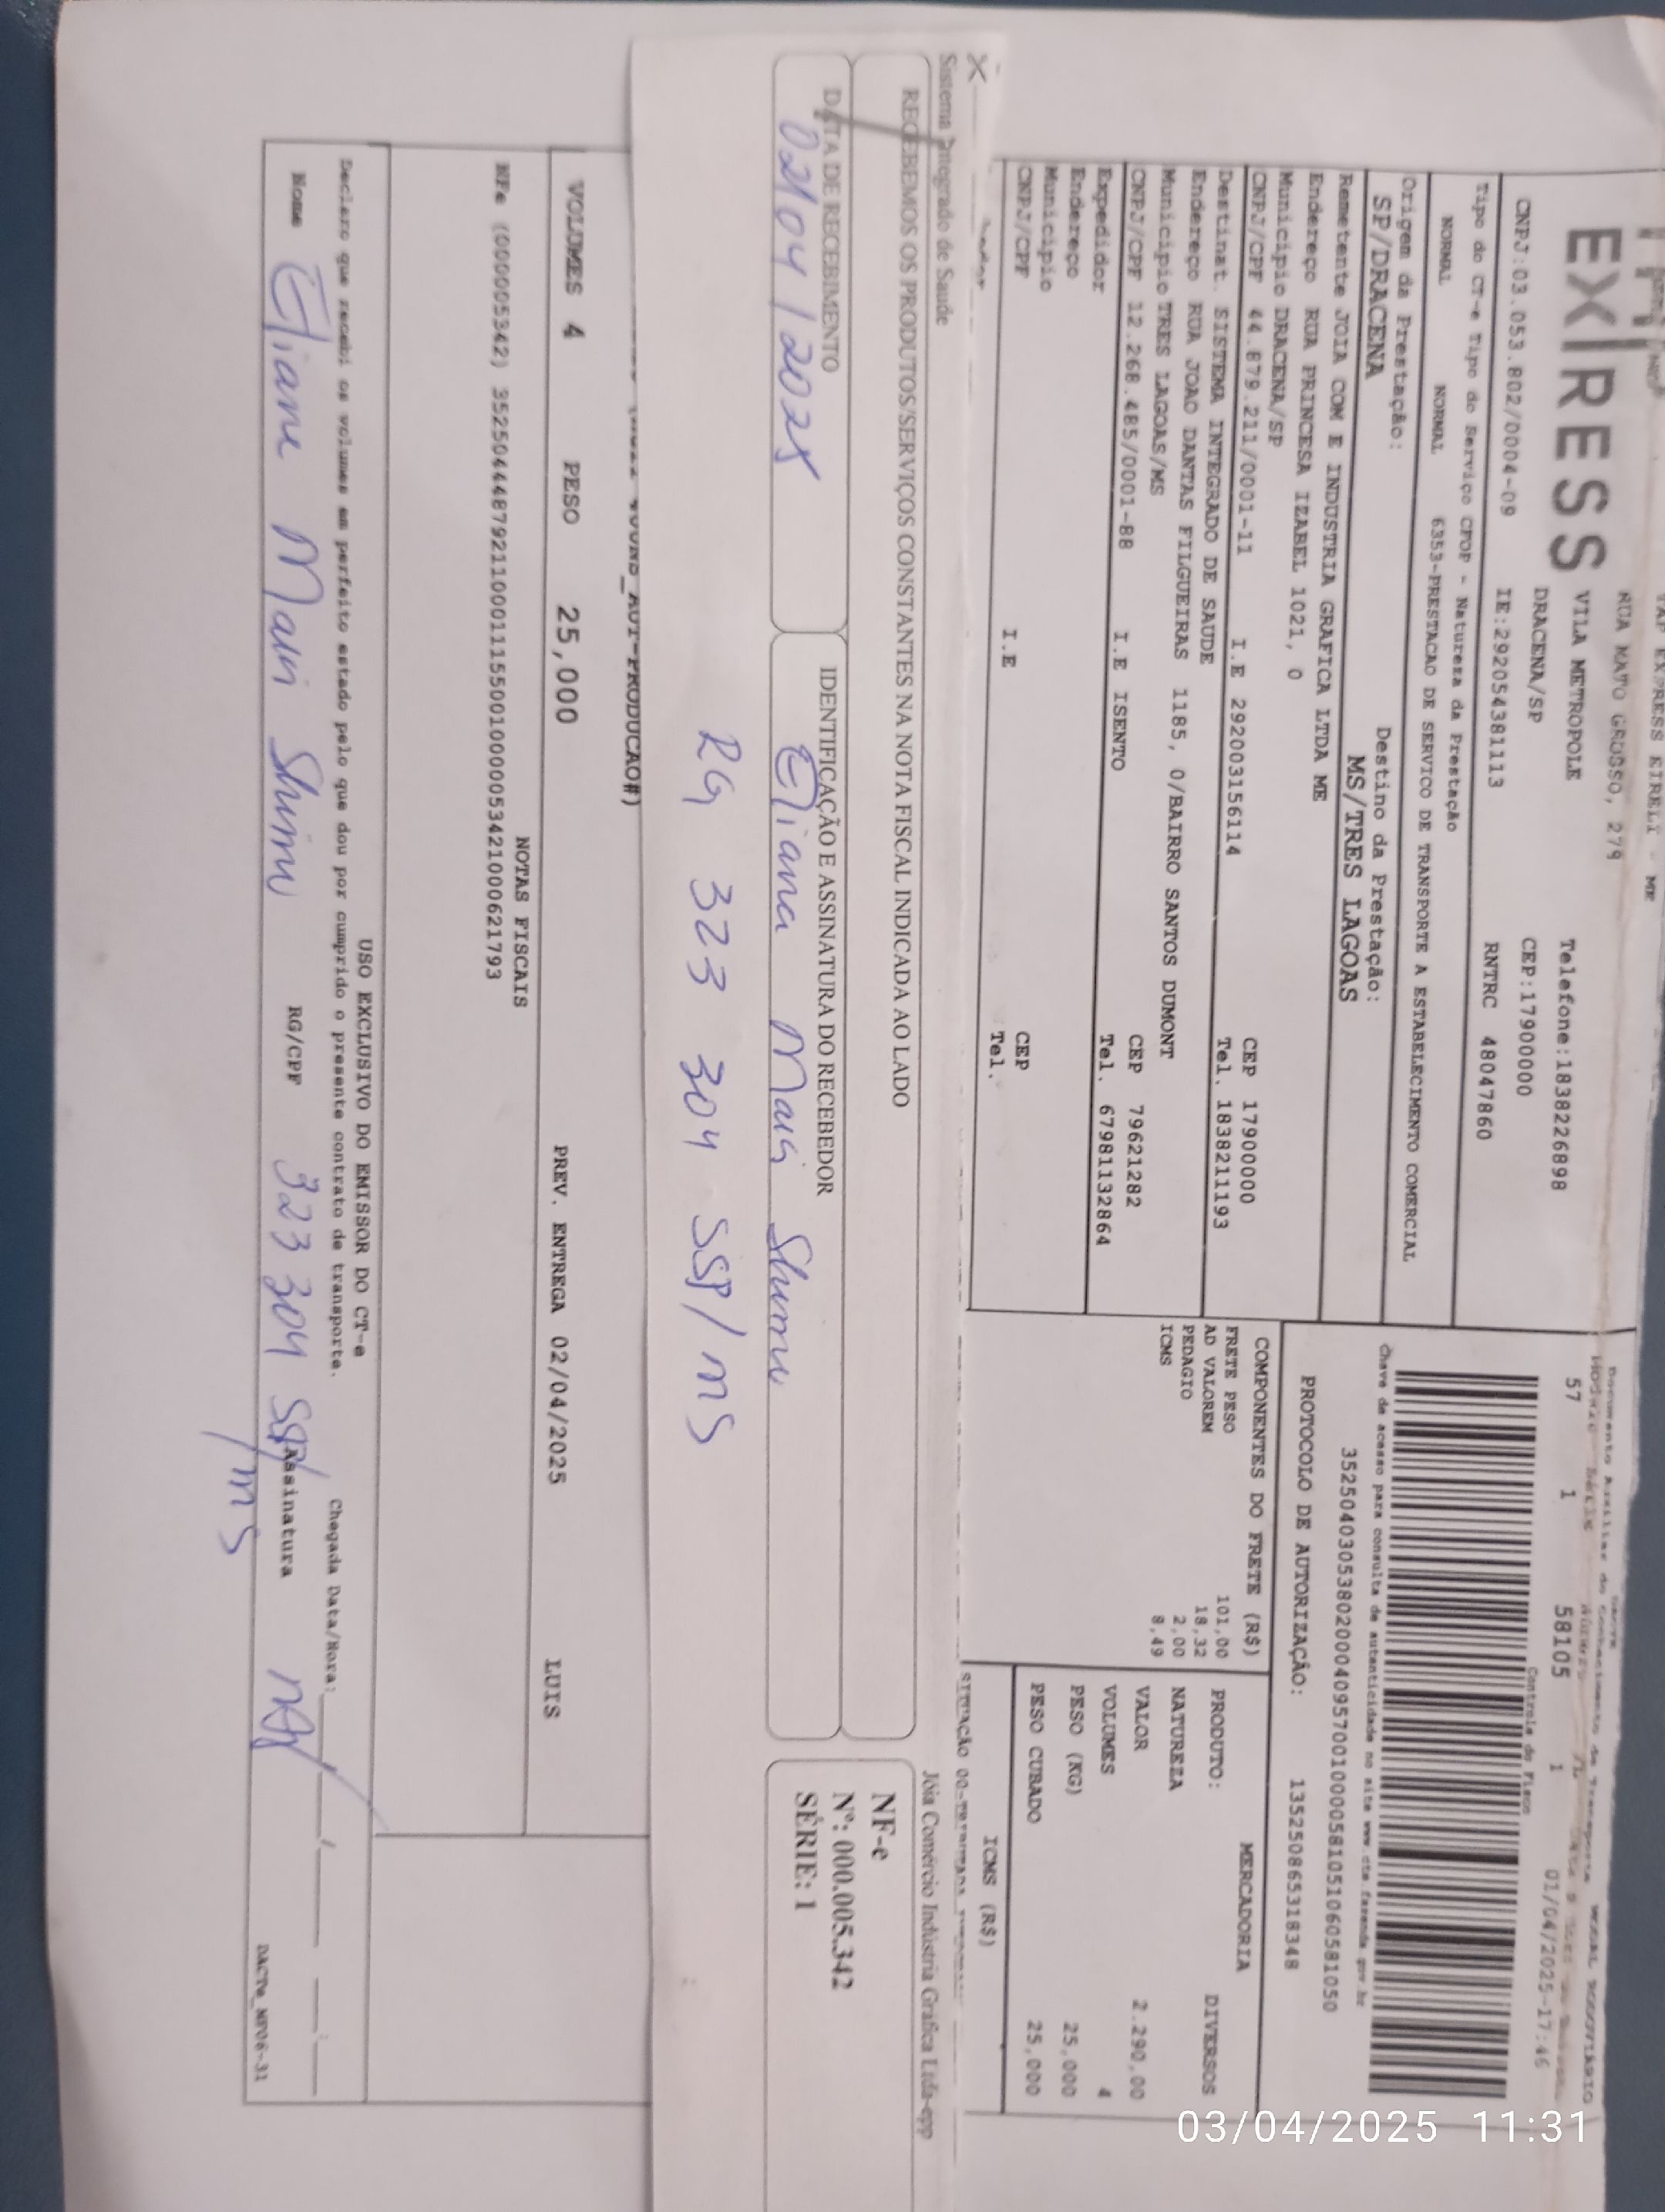 TAP EXPRESS EIRELI - ME
EXPRESS
RUA MATO GROSSO, 279
VILA METROPOLE
Telefone:1838226898
DRACENA/SP
CEP:17900000
CNPJ:03.053.802/0004-09 IE:292054381113 RNTRC 48047860
Tipo do CT-e Tipo do Serviço CFOP - Natureza da Prestação
NORMAL NORMAL 6353-PRESTACAO DE SERVICO DE TRANSPORTE A ESTABELECIMENTO COMERCIAL
Origem da Prestação: Destino da Prestação:
SP/DRACENA MS/TRES LAGOAS
Remetente JOIA COM E INDUSTRIA GRAFICA LTDA ME
Endereço RUA PRINCESA IZABEL 1021, 0
Municipio DRACENA/SP CEP 17900000
CNPJ/CPF 44.879.211/0001-11 I.E 292003156114 Tel. 1838211193
Destinat. SISTEMA INTEGRADO DE SAUDE
Endereço RUA JOAO DANTAS FILGUEIRAS 1185, 0/BAIRRO SANTOS DUMONT
Municipio TRES LAGOAS/MS CEP 79621282
CNPJ/CPF 12.268.485/0001-88 I.E ISENTO Tel. 67981132864
Expedidor
Endereço
Municipio CEP
CNPJ/CPF I.E Tel.
57 1 58105 1 01/04/2025-17:46
Controle do Fisco
Chave de acesso para consulta de autenticidade no site www.cte.fazenda.gov.br
35250403053802000409570010000581051060581050
PROTOCOLO DE AUTORIZAÇÃO: 135250865318348
COMPONENTES DO FRETE (R$)
FRETE PESO 101,00
AD VALOREM 18,32
PEDAGIO 2,00
ICMS 8,49
MERCADORIA
PRODUTO: DIVERSOS
NATUREZA
VALOR 2.290,00
VOLUMES 4
PESO (KG) 25,000
PESO CUBADO 25,000
ICMS (R$)
Sistema Integrado de Saude
Jóia Comércio Indústria Gráfica Ltda-epp
RECEBEMOS OS PRODUTOS/SERVIÇOS CONSTANTES NA NOTA FISCAL INDICADA AO LADO
DATA DE RECEBIMENTO IDENTIFICAÇÃO E ASSINATURA DO RECEBEDOR
02/04/2025 Eliana
RG 323 304 SSP/MS
NF-e
Nº: 000.005.342
SÉRIE: 1
VOLUMES 4 PESO 25,000 PREV. ENTREGA 02/04/2025 LUIS
NOTAS FISCAIS
NFe (00005342) 35250444879211000111550010000053421000621793
USO EXCLUSIVO DO EMISSOR DO CT-e
Declaro que recebi os volumes em perfeito estado pelo que dou por cumprido o presente contrato de transporte. Chegada Data/Hora:
Nome RG/CPF 323 304 SSP/MS Assinatura
DACTe_MF06-31
03/04/2025 11:31